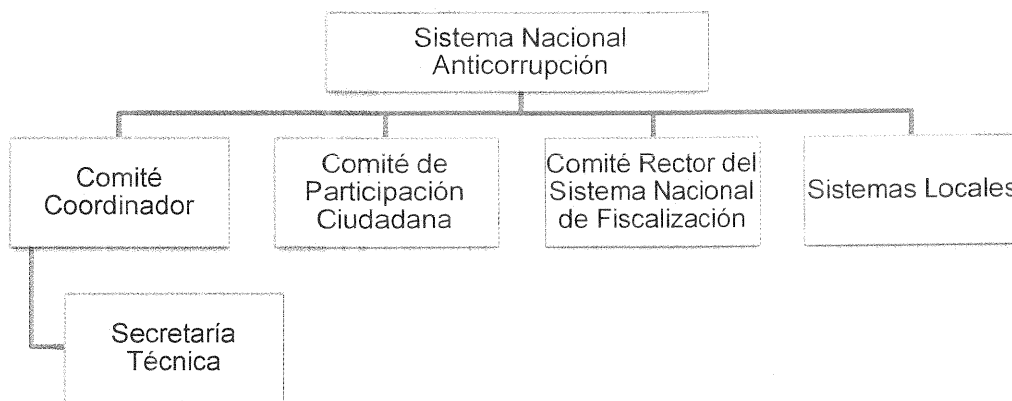 Sistema Nacional
Anticorrupción
Comité
Coordinador
Comité de
Participación
Ciudadana
Comité Rector del
Sistema Nacional
de Fiscalización
Sistemas Locales
Secretaría
Técnica